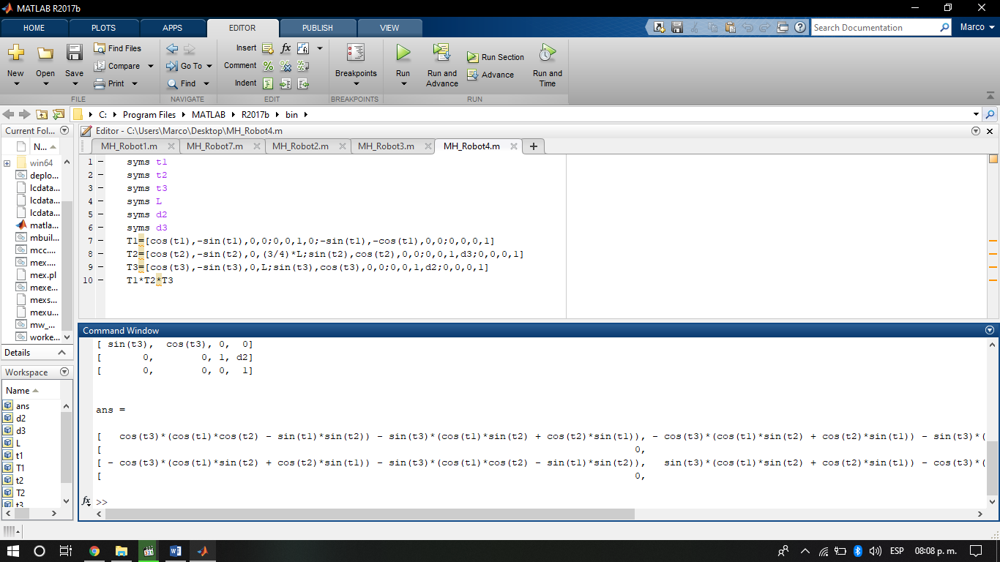 MATLAB R2017b
HOME PLOTS APPS EDITOR PUBLISH VIEW
Search Documentation
Marco
New
Open
Save
Find Files
Compare
Print
FILE
Go To
Find
NAVIGATE
Insert
Comment
Indent
EDIT
Breakpoints
BREAKPOINTS
Run
Run and Advance
Run Section
Advance
Run and Time
RUN
C: Program Files MATLAB R2017b bin
Current Fol...
N...
win64
deplo...
lcdata...
lcdata...
lcdata...
matla...
mbuil...
mcc....
mex....
mex.pl
mexe...
mexs...
mexu...
mw_...
worke...
Details
Workspace
Name
ans
d2
d3
L
t1
T1
t2
T2
t3
Editor - C:\Users\Marco\Desktop\MH_Robot4.m
MH_Robot1.m MH_Robot7.m MH_Robot2.m MH_Robot3.m MH_Robot4.m
1 - syms t1
2 - syms t2
3 - syms t3
4 - syms L
5 - syms d2
6 - syms d3
7 - T1=[cos(t1),-sin(t1),0,0;0,0,1,0;-sin(t1),-cos(t1),0,0;0,0,0,1]
8 - T2=[cos(t2),-sin(t2),0,(3/4)*L;sin(t2),cos(t2),0,0;0,0,1,d3;0,0,0,1]
9 - T3=[cos(t3),-sin(t3),0,L;sin(t3),cos(t3),0,0;0,0,1,d2;0,0,0,1]
10 - T1*T2*T3
Command Window
[ sin(t3),  cos(t3), 0,  0]
[       0,        0, 1, d2]
[       0,        0, 0,  1]
ans =
[   cos(t3)*(cos(t1)*cos(t2) - sin(t1)*sin(t2)) - sin(t3)*(cos(t1)*sin(t2) + cos(t2)*sin(t1)), - cos(t3)*(cos(t1)*sin(t2) + cos(t2)*sin(t1)) - sin(t3)*(
[ 0,
[ - cos(t3)*(cos(t1)*sin(t2) + cos(t2)*sin(t1)) - sin(t3)*(cos(t1)*cos(t2) - sin(t1)*sin(t2)),   sin(t3)*(cos(t1)*sin(t2) + cos(t2)*sin(t1)) - cos(t3)*(
[ 0,
fx >>
ESP 08:08 p. m.